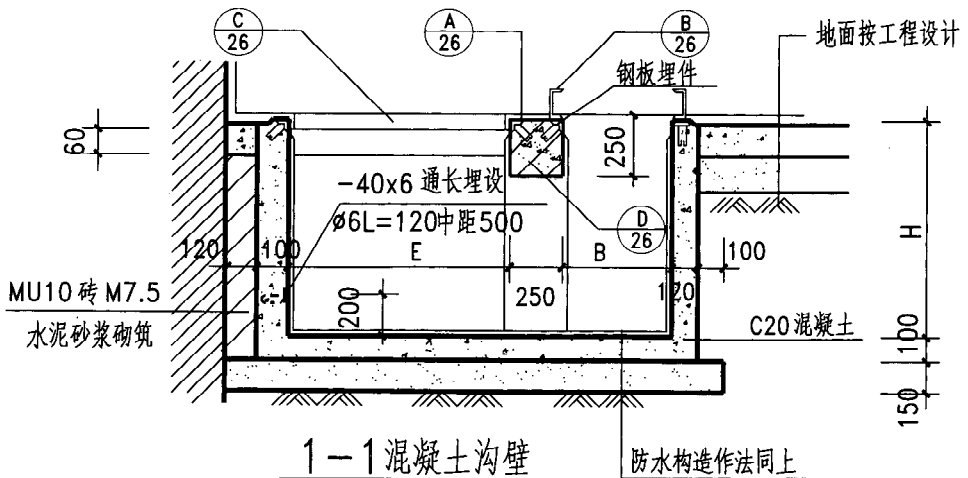 C
26
A
26
B
26
地面按工程设计
钢板埋件
60
250
-40x6 通长埋设
ø6L=120中距500
D
26
120
100
E
B
100
H
MU10 砖 M7.5
水泥砂浆砌筑
200
250
120
C20 混凝土
100
150
1-1混凝土沟壁
防水构造作法同上